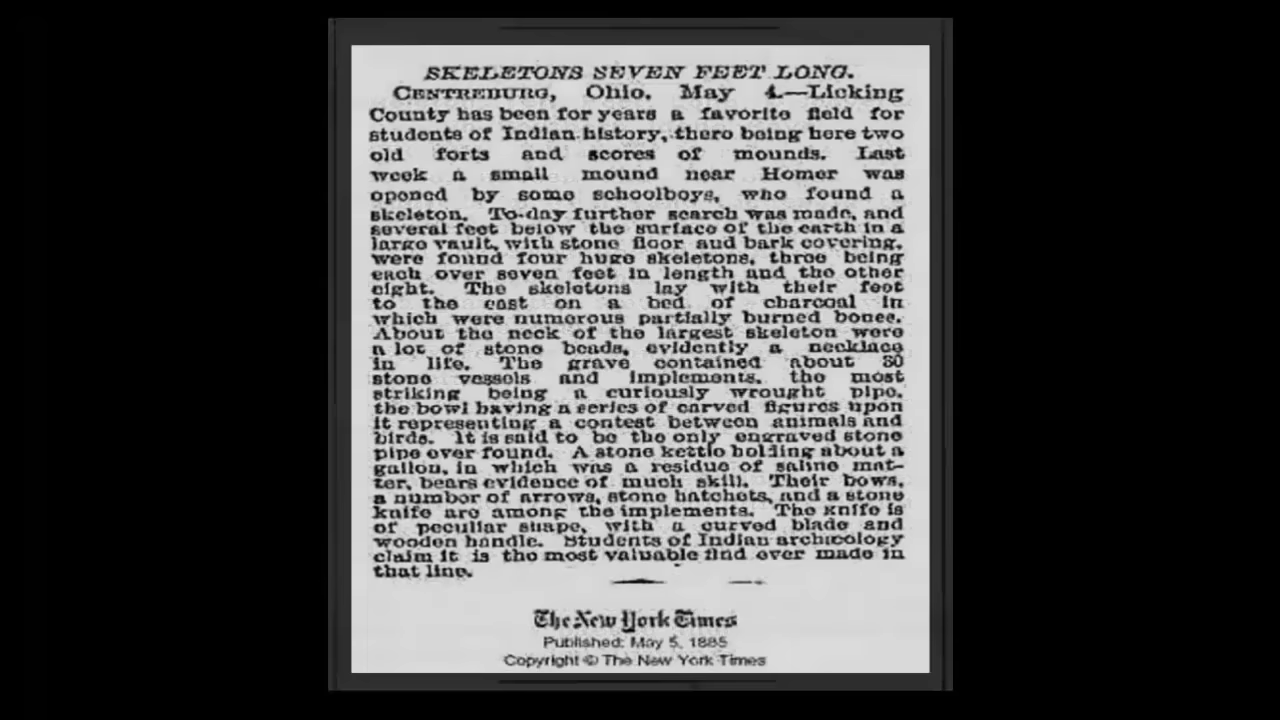 SKELETONS SEVEN FEET LONG.
CENTREBURG, Ohio, May 4.—Licking
County has been for years a favorite field for
students of Indian history, there being here two
old forts and scores of mounds. Last
week a small mound near Homer was
opened by some schoolboys, who found a
skeleton. To-day further search was made, and
several feet below the surface of the earth in a
large vault, with stone floor and bark covering,
were found four huge skeletons, three being
each over seven feet in length and the other
eight. The skeletons lay with their feet
to the east on a bed of charcoal in
which were numerous partially burned bones.
About the neck of the largest skeleton were
a lot of stone beads, evidently a necklace
in life. The grave contained about 30
stone vessels and implements, the most
striking being a curiously wrought pipe,
the bowl having a series of carved figures upon
it representing a contest between animals and
birds. It is said to be the only engraved stone
pipe ever found. A stone kettle holding about a
gallon, in which was a residue of saline mat-
ter, bears evidence of much skill. Their bows,
a number of arrows, stone hatchets, and a stone
knife are among the implements. The knife is
of peculiar shape, with a curved blade and
wooden handle. Students of Indian archæology
claim it is the most valuable find ever made in
that line.
The New York Times
Published: May 5, 1885
Copyright © The New York Times